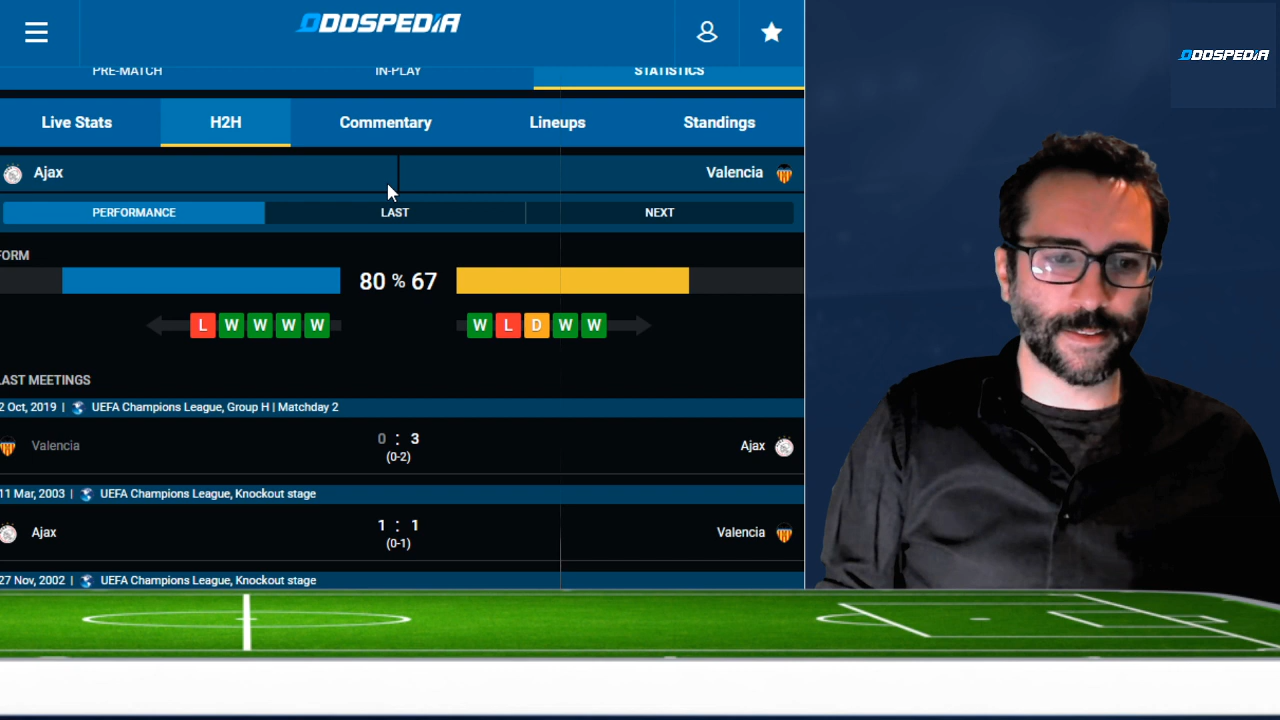 ODDSPEDIA
ODDSPEDIA
PRE-MATCH IN-PLAY STATISTICS
Live Stats H2H Commentary Lineups Standings
Ajax Valencia
PERFORMANCE LAST NEXT
FORM
80 % 67
L W W W W W L D W W
LAST MEETINGS
2 Oct, 2019 | UEFA Champions League, Group H | Matchday 2
Valencia 0 : 3 Ajax
(0-2)
11 Mar, 2003 | UEFA Champions League, Knockout stage
Ajax 1 : 1 Valencia
(0-1)
27 Nov, 2002 | UEFA Champions League, Knockout stage